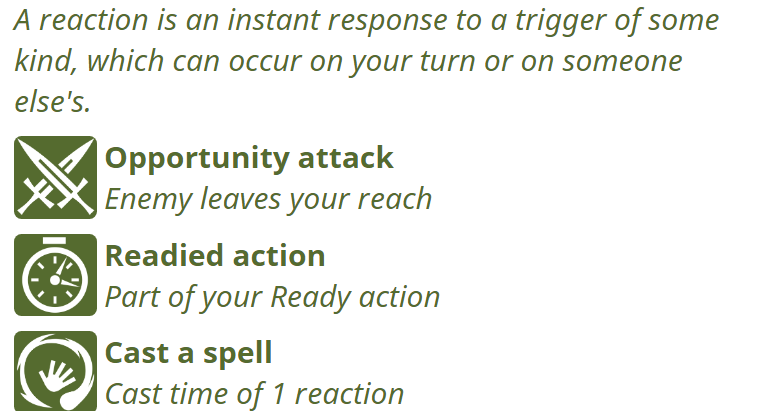 A reaction is an instant response to a trigger of some
kind, which can occur on your turn or on someone
else's.
Opportunity attack
Enemy leaves your reach
Readied action
Part of your Ready action
Cast a spell
Cast time of 1 reaction